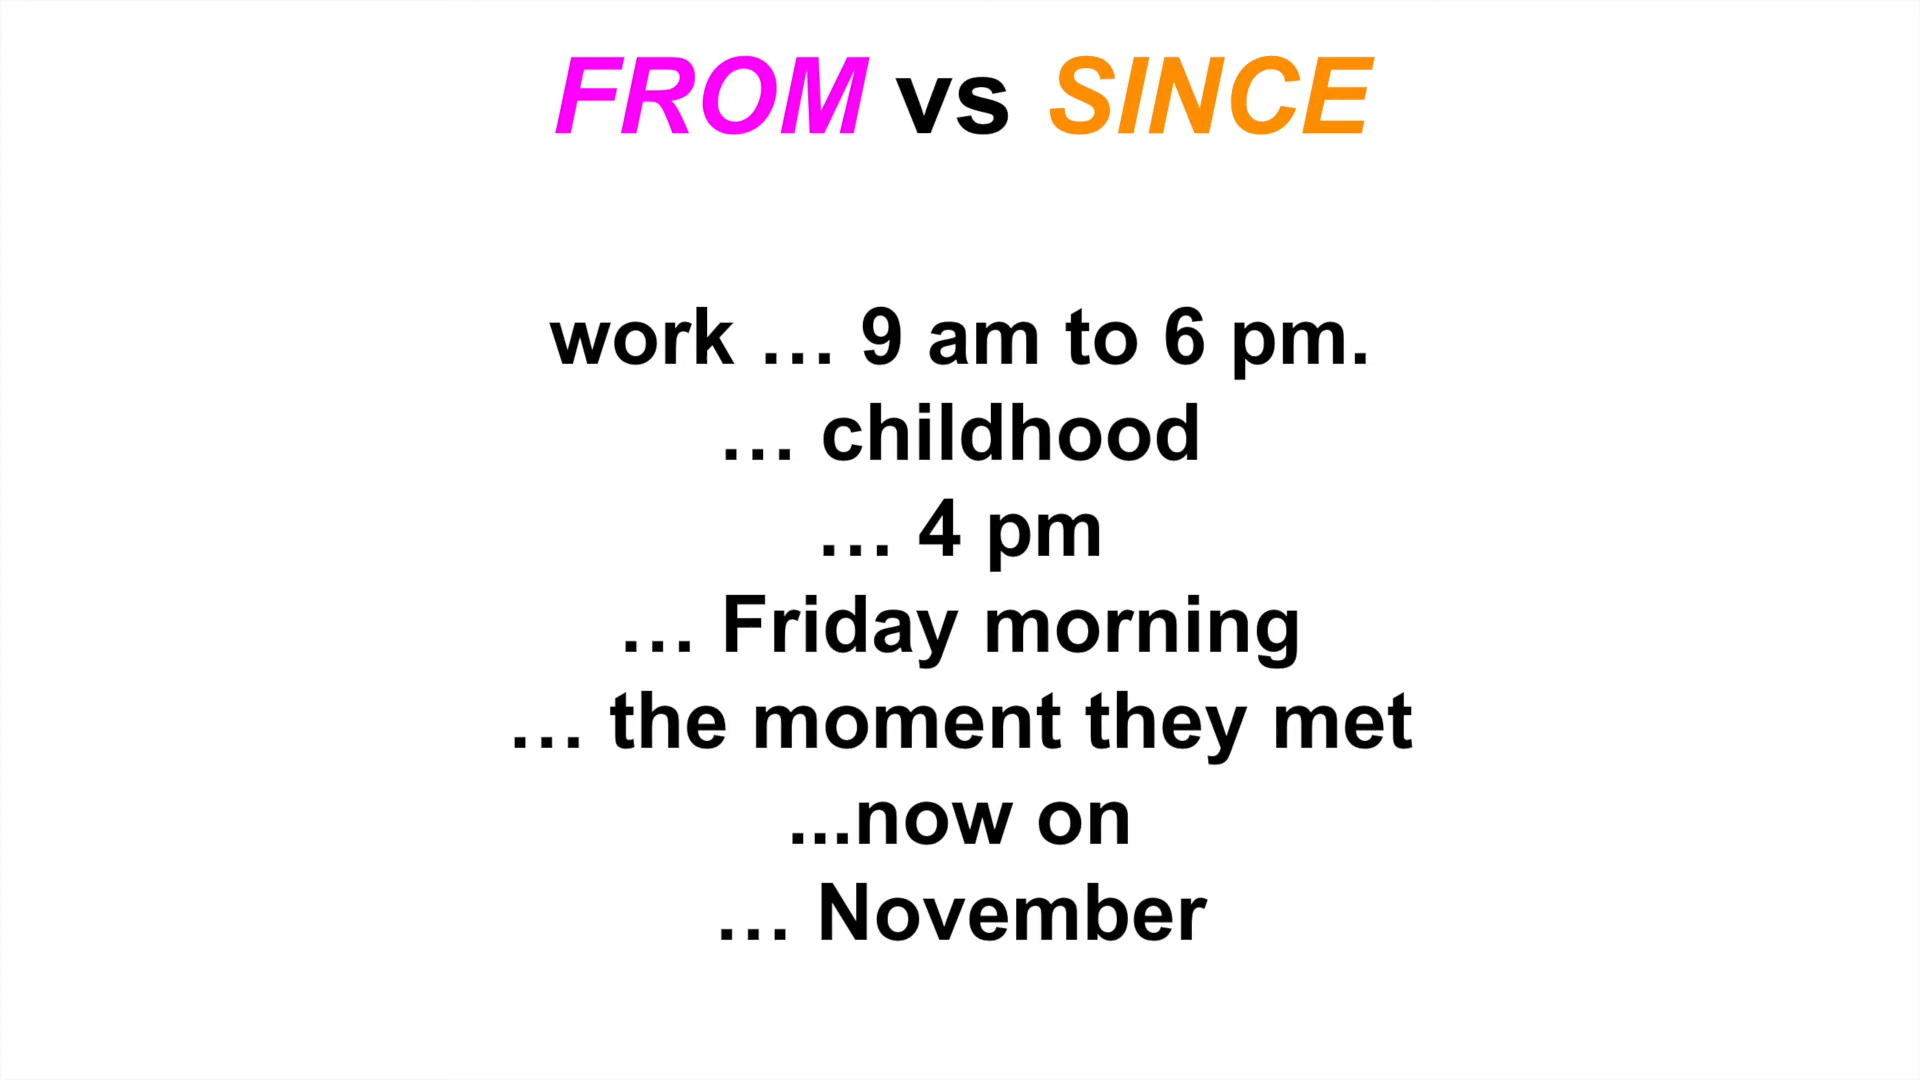 FROM vs SINCE
work … 9 am to 6 pm.
… childhood
… 4 pm
… Friday morning
… the moment they met
...now on
… November